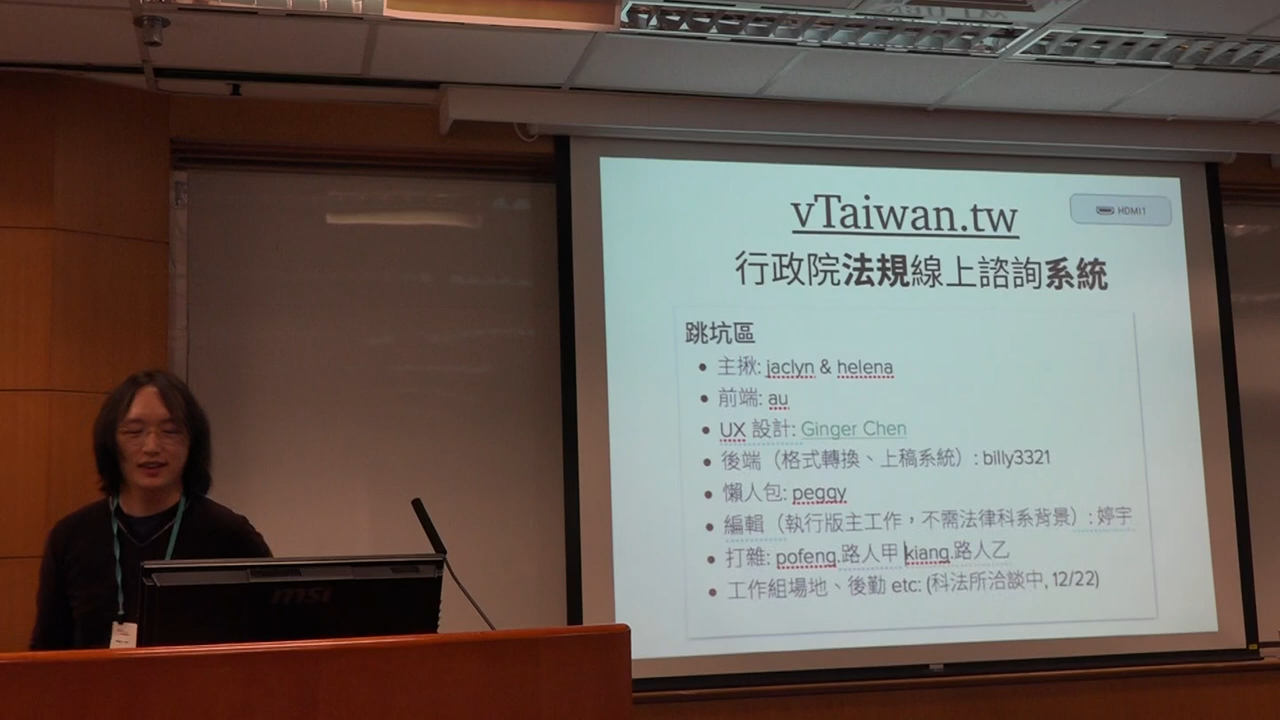 vTaiwan.tw
HDMI1
行政院法規線上諮詢系統
跳坑區
主揪: jaclyn & helena
前端: au
UX 設計: Ginger Chen
後端（格式轉換、上稿系統）: billy3321
懶人包: peggy
編輯（執行版主工作，不需法律科系背景）: 婷宇
打雜: pofeng.路人甲 kiang.路人乙
工作組場地、後勤 etc: (科法所洽談中, 12/22)
msi